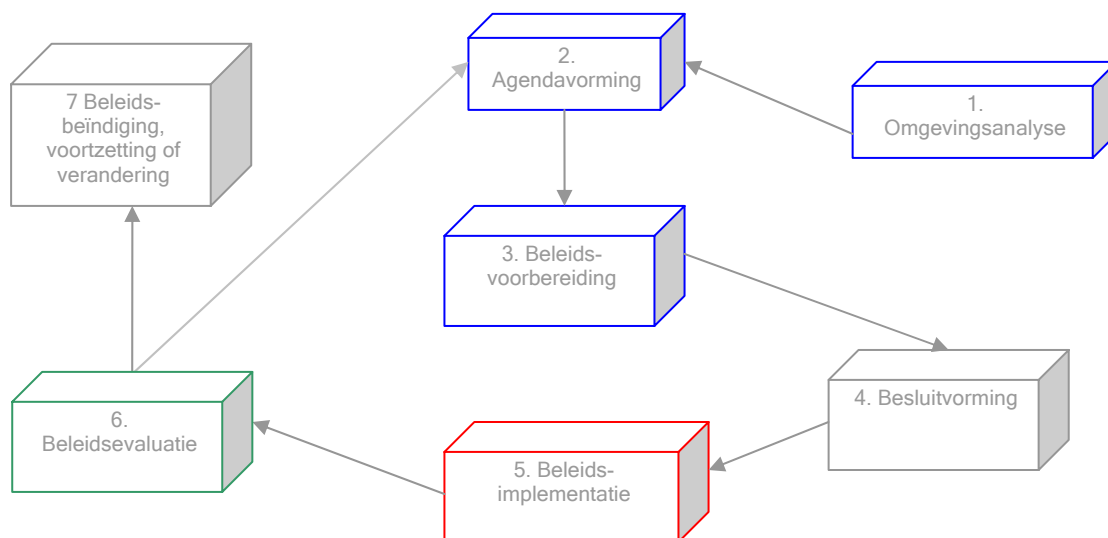 1.
Omgevingsanalyse
2.
Agendavorming
3. Beleids-
voorbereiding
4. Besluitvorming
5. Beleids-
implementatie
6.
Beleidsevaluatie
7 Beleids-
beïndiging,
voortzetting of
verandering